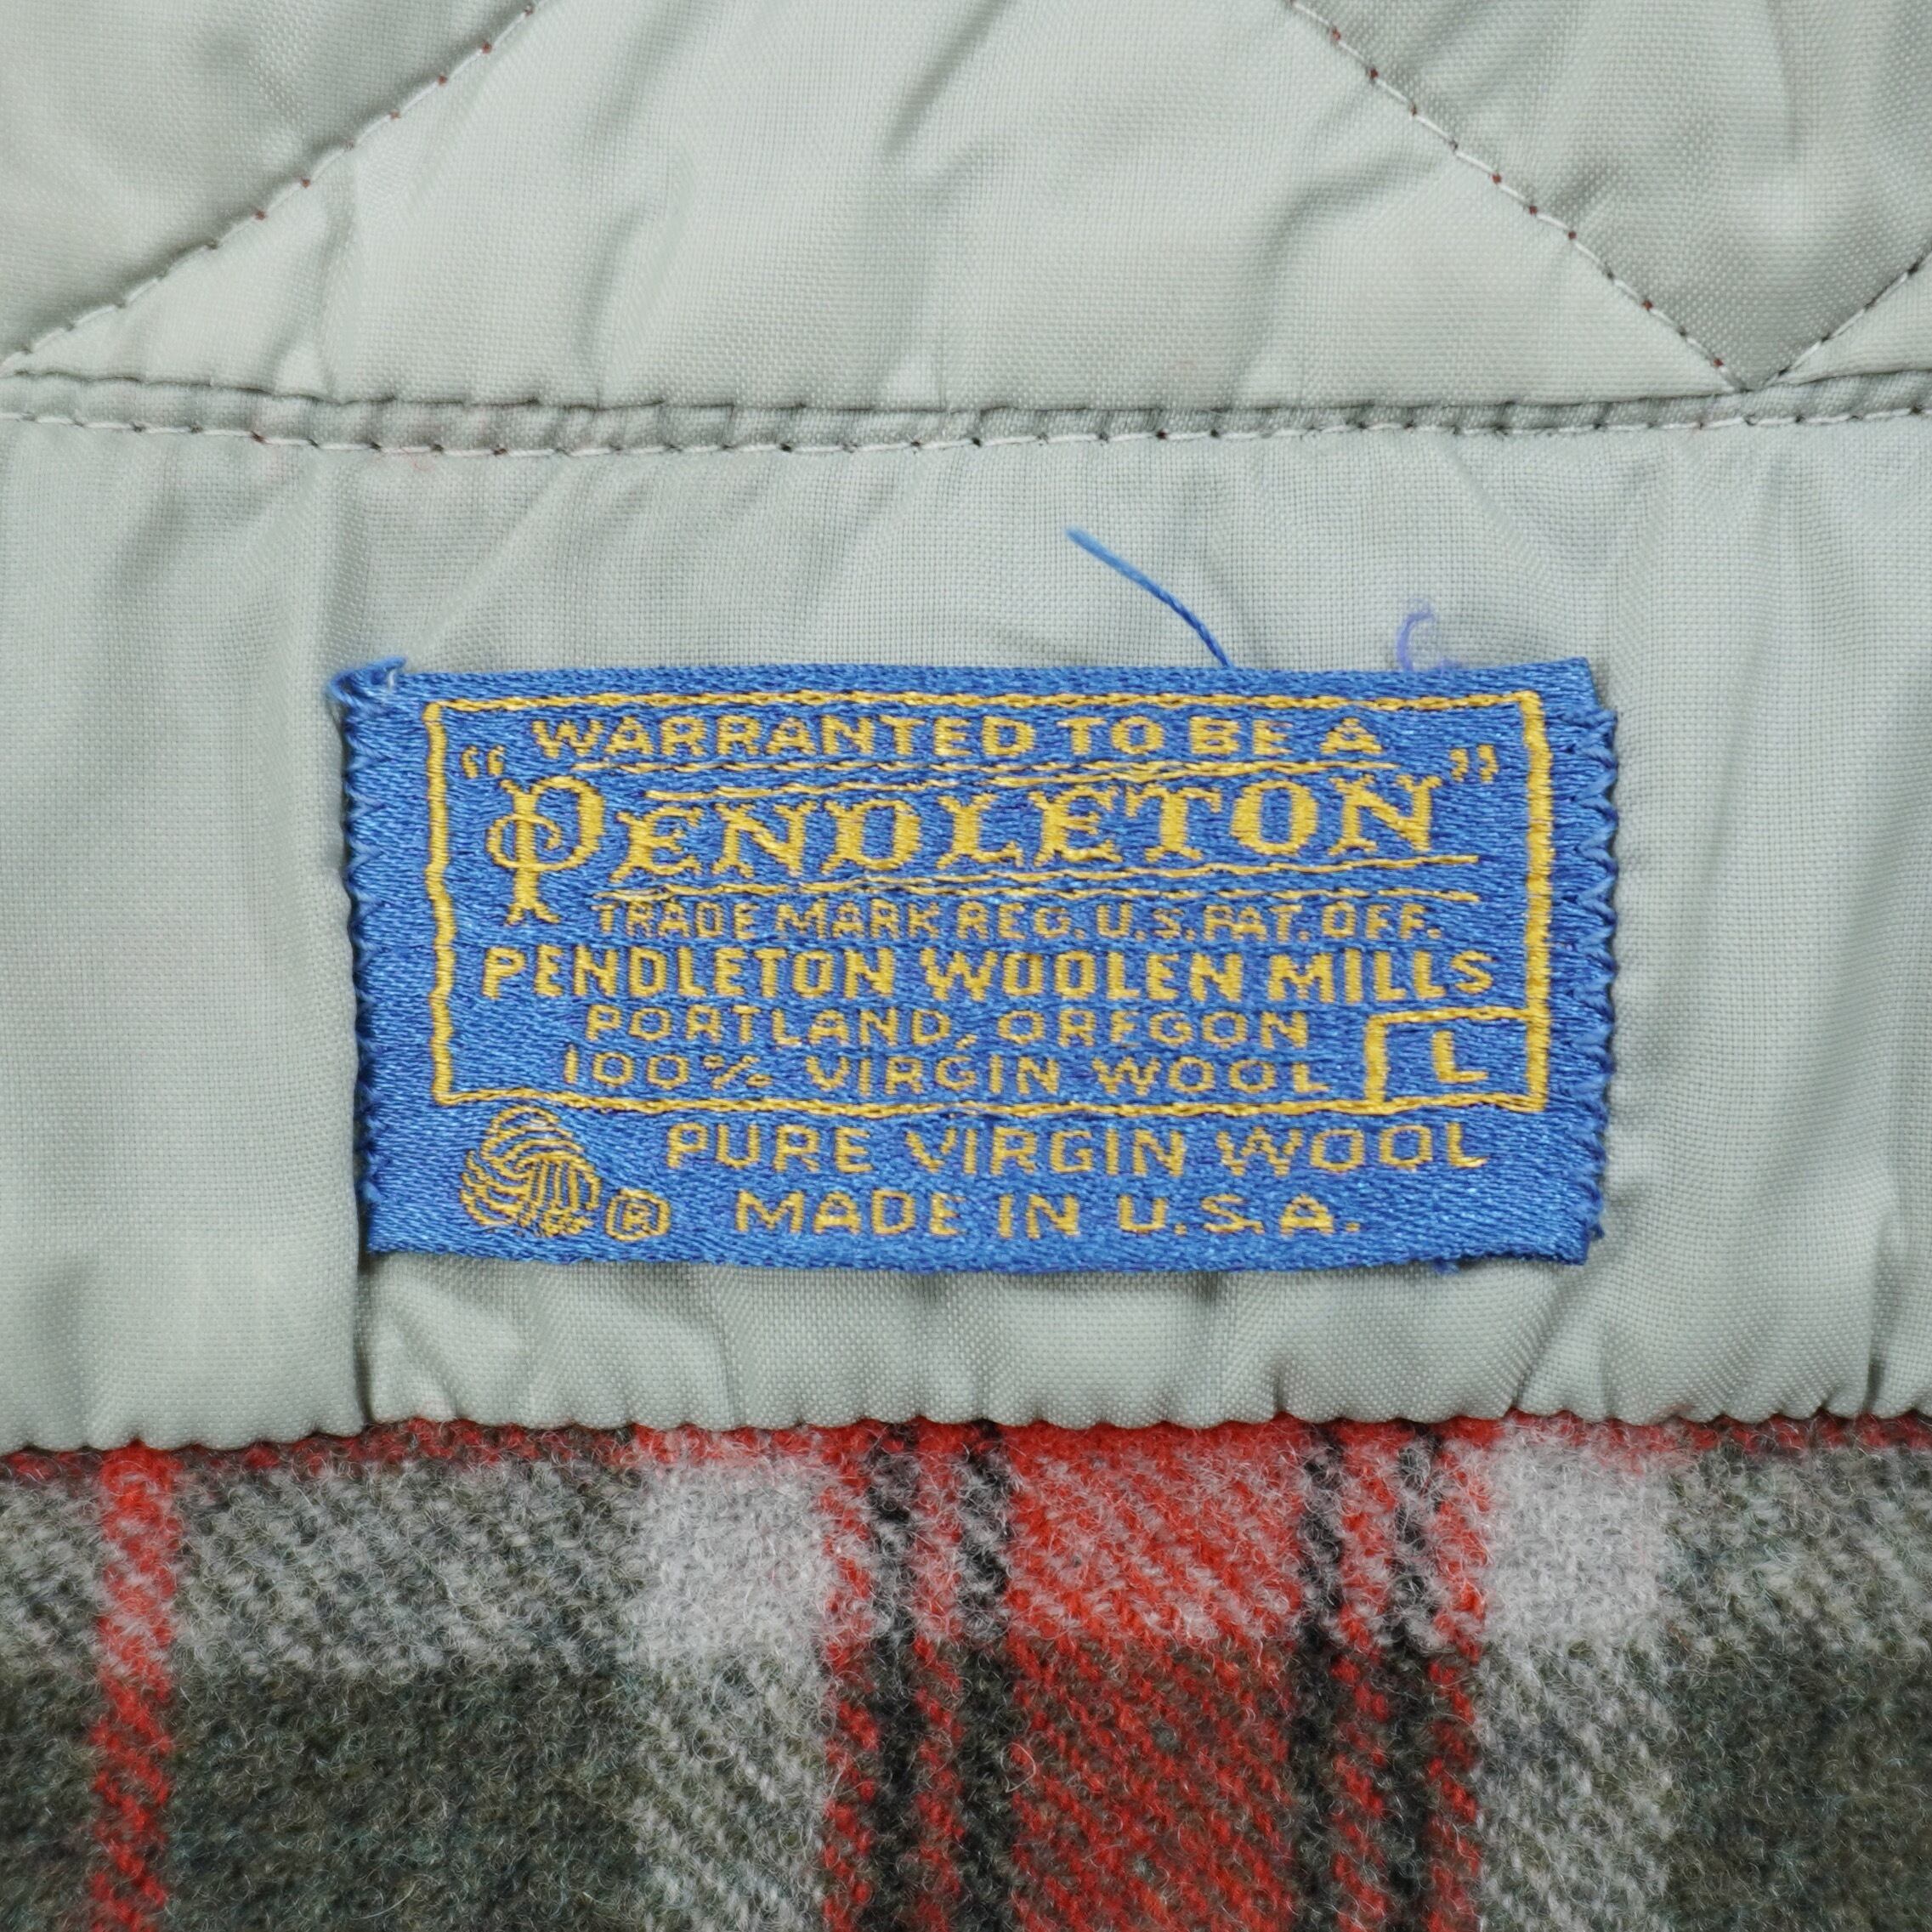 WARRANTED TO BE A
"PENDLETON"
TRADE MARK REG. U.S. PAT. OFF.
PENDLETON WOOLEN MILLS
PORTLAND, OREGON
100% VIRGIN WOOL L
PURE VIRGIN WOOL
® MADE IN U.S.A.